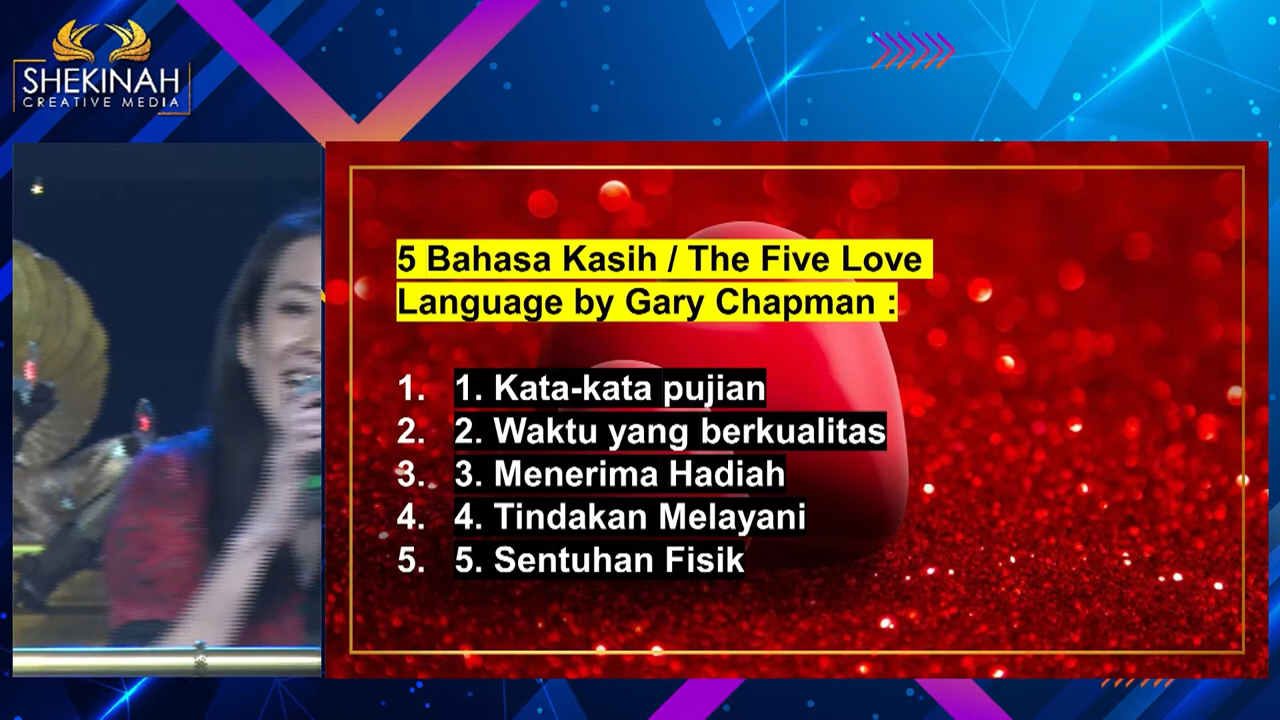 SHEKINAH
CREATIVE MEDIA
5 Bahasa Kasih / The Five Love
Language by Gary Chapman :
1. 1. Kata-kata pujian
2. 2. Waktu yang berkualitas
3. 3. Menerima Hadiah
4. 4. Tindakan Melayani
5. 5. Sentuhan Fisik